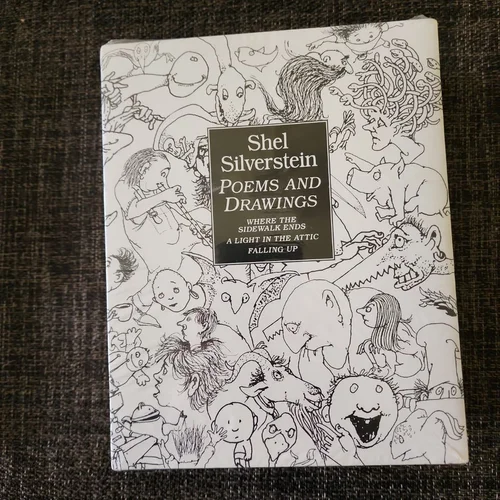 Shel
Silverstein
POEMS AND
DRAWINGS
WHERE THE
SIDEWALK ENDS
A LIGHT IN THE ATTIC
FALLING UP